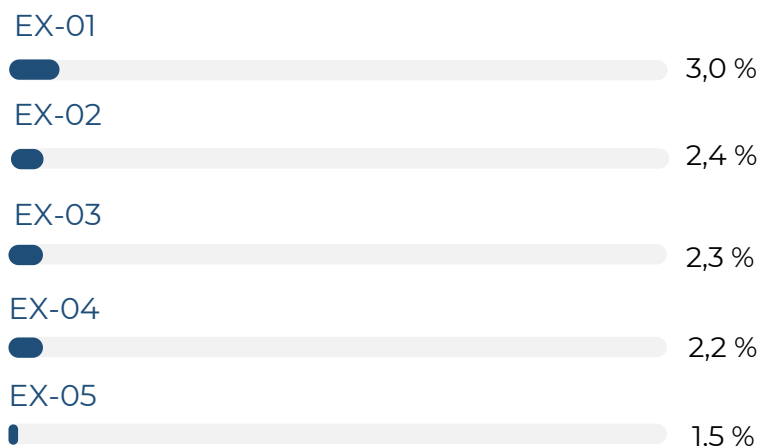 EX-01
3,0 %
EX-02
2,4 %
EX-03
2,3 %
EX-04
2,2 %
EX-05
1,5 %